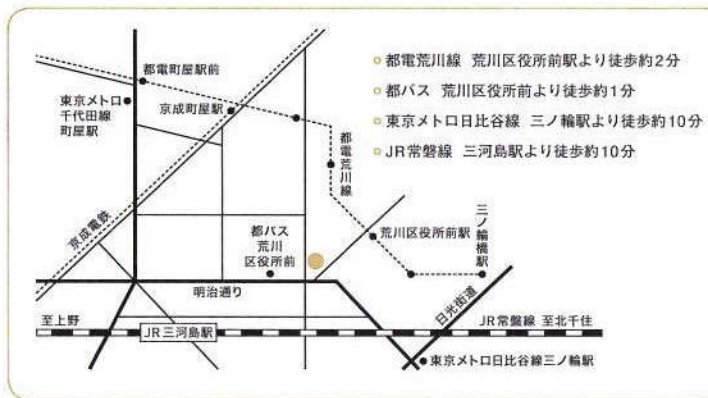 都電荒川線 荒川区役所前駅より徒歩約2分
都バス 荒川区役所前より徒歩約1分
東京メトロ日比谷線 三ノ輪駅より徒歩約10分
JR常磐線 三河島駅より徒歩約10分
都電町屋駅前
東京メトロ
千代田線
町屋駅
京成町屋駅
都電荒川線
京成電鉄
都バス
荒川
区役所前
荒川区役所前駅
三ノ輪橋駅
明治通り
日光街道
至上野
JR三河島駅
JR常磐線 至北千住
東京メトロ日比谷線三ノ輪駅